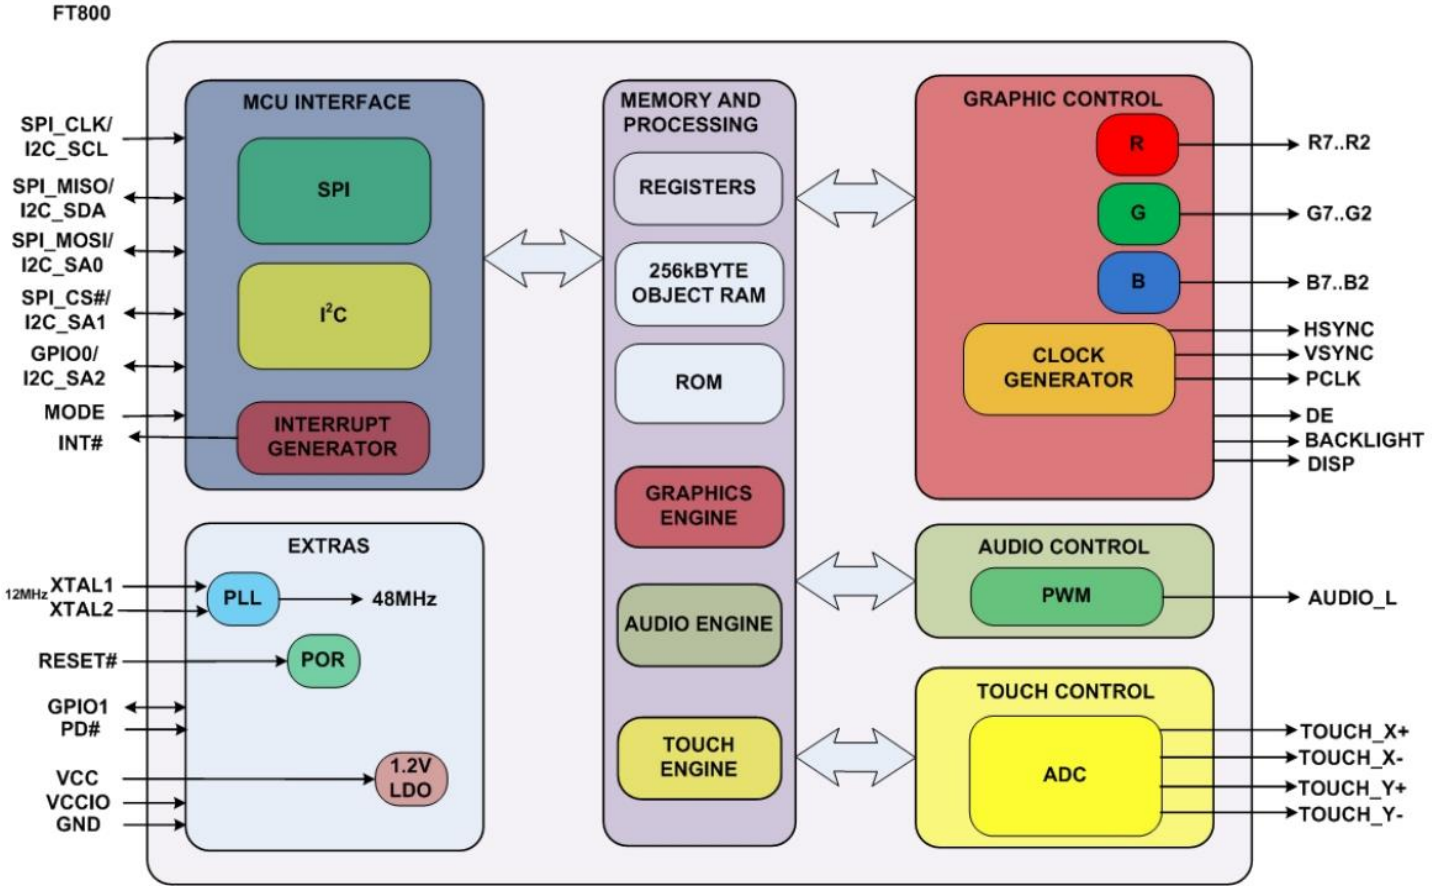 FT800
MCU INTERFACE
SPI_CLK/
I2C_SCL
SPI
SPI_MISO/
I2C_SDA
SPI_MOSI/
I2C_SA0
SPI_CS#/
I2C_SA1
I²C
GPIO0/
I2C_SA2
MODE
INT#
INTERRUPT
GENERATOR
EXTRAS
12MHz XTAL1
XTAL2
PLL
48MHz
RESET#
POR
GPIO1
PD#
VCC
1.2V
LDO
VCCIO
GND
MEMORY AND
PROCESSING
REGISTERS
256kBYTE
OBJECT RAM
ROM
GRAPHICS
ENGINE
AUDIO ENGINE
TOUCH
ENGINE
GRAPHIC CONTROL
R
R7..R2
G
G7..G2
B
B7..B2
CLOCK
GENERATOR
HSYNC
VSYNC
PCLK
DE
BACKLIGHT
DISP
AUDIO CONTROL
PWM
AUDIO_L
TOUCH CONTROL
ADC
TOUCH_X+
TOUCH_X-
TOUCH_Y+
TOUCH_Y-